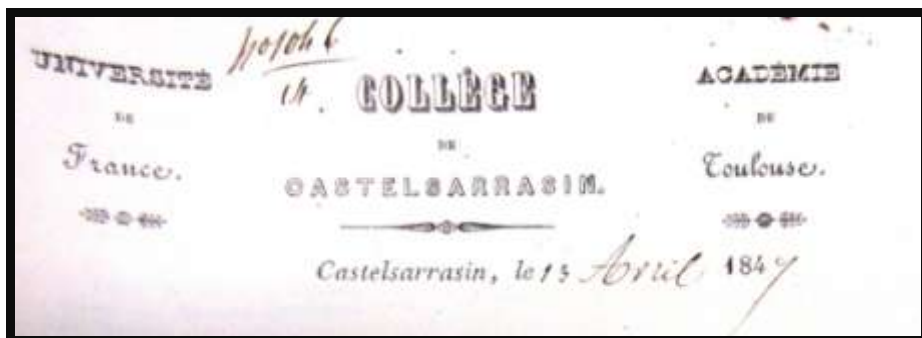 UNIVERSITÉ
DE
France.
COLLÈGE
DE
CASTELSARRASIN.
ACADÉMIE
DE
Toulouse.
Castelsarrasin, le 13 Avril 1847